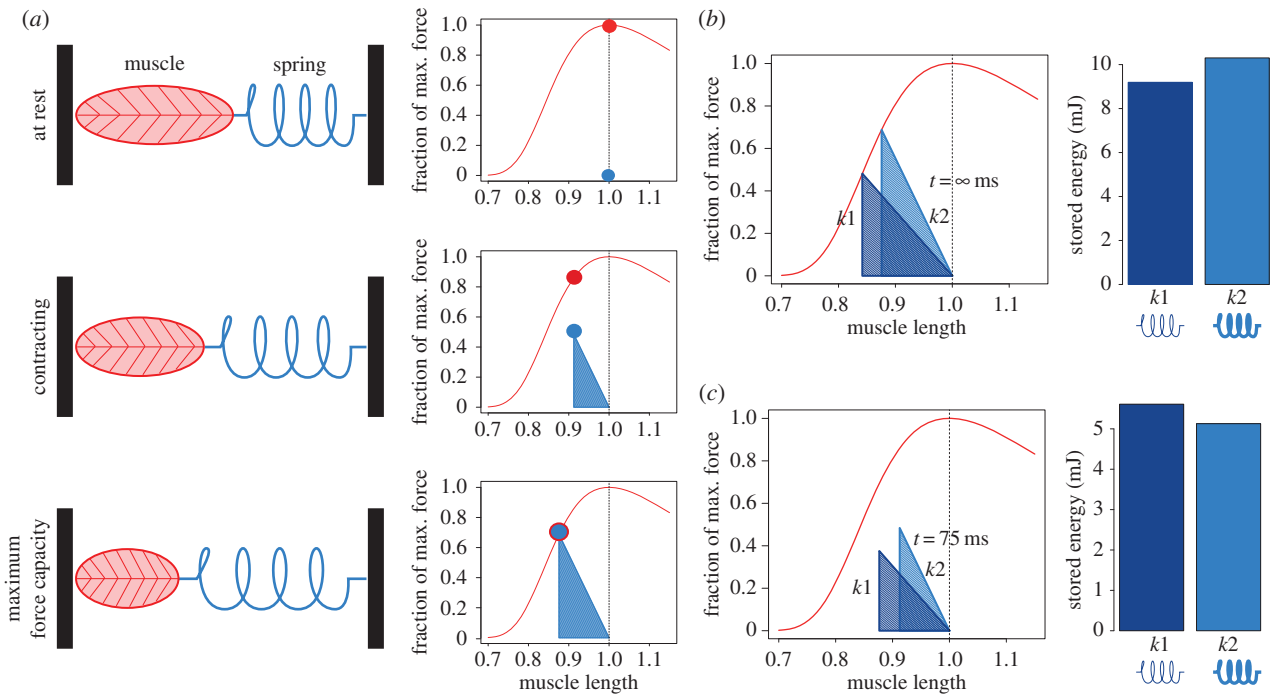 (a)
muscle
spring
at rest
fraction of max. force
1.0
0.8
0.6
0.4
0.2
0
0.7 0.8 0.9 1.0 1.1
contracting
fraction of max. force
1.0
0.8
0.6
0.4
0.2
0
0.7 0.8 0.9 1.0 1.1
maximum
force capacity
fraction of max. force
1.0
0.8
0.6
0.4
0.2
0
0.7 0.8 0.9 1.0 1.1
muscle length
(b)
fraction of max. force
1.0
0.8
0.6
0.4
0.2
0
t = ∞ ms
k1
k2
0.7 0.8 0.9 1.0 1.1
muscle length
stored energy (mJ)
10
8
6
4
2
0
k1 k2
(c)
fraction of max. force
1.0
0.8
0.6
0.4
0.2
0
t = 75 ms
k1
k2
0.7 0.8 0.9 1.0 1.1
muscle length
stored energy (mJ)
5
4
3
2
1
0
k1 k2